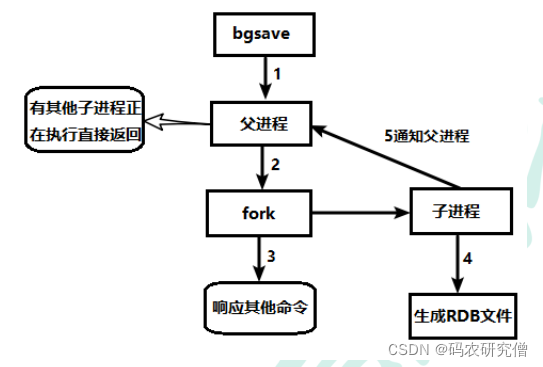 bgsave
1
有其他子进程正
在执行直接返回
父进程
5通知父进程
2
fork
子进程
3
4
响应其他命令
生成RDB文件
CSDN @码农研究僧